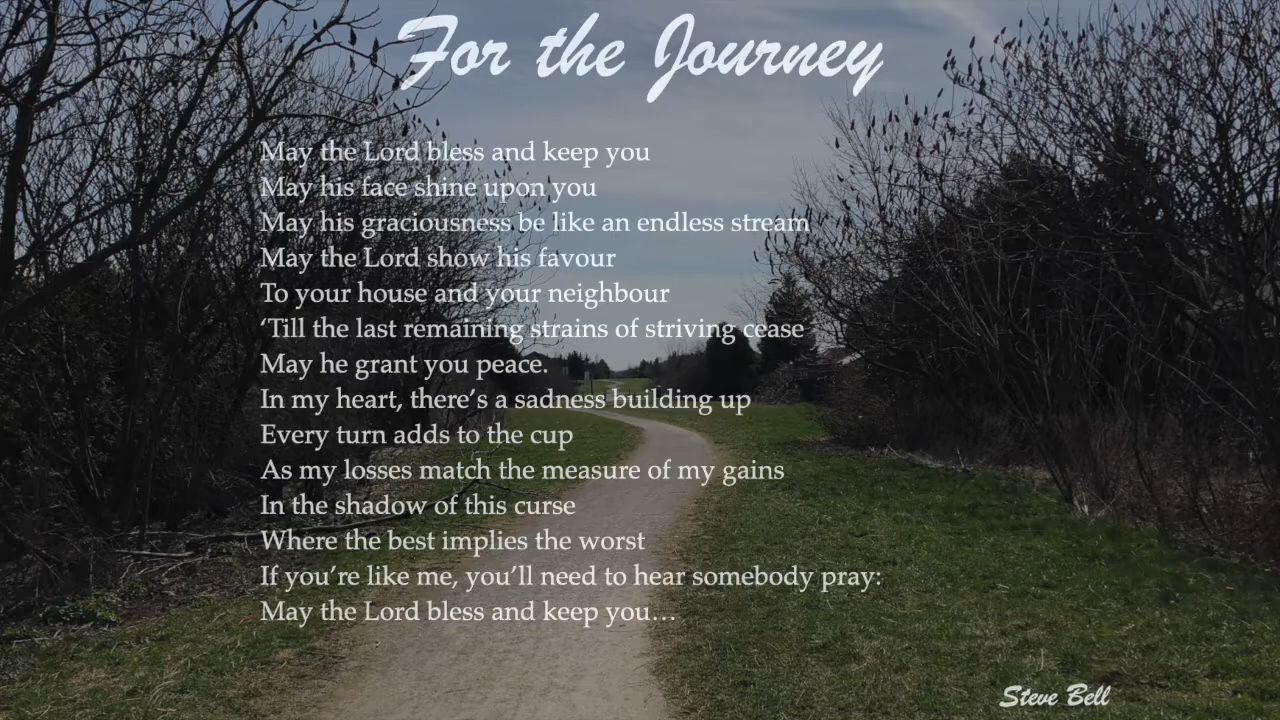 For the Journey
May the Lord bless and keep you
May his face shine upon you
May his graciousness be like an endless stream
May the Lord show his favour
To your house and your neighbour
‘Till the last remaining strains of striving cease
May he grant you peace.
In my heart, there’s a sadness building up
Every turn adds to the cup
As my losses match the measure of my gains
In the shadow of this curse
Where the best implies the worst
If you’re like me, you’ll need to hear somebody pray:
May the Lord bless and keep you…
Steve Bell